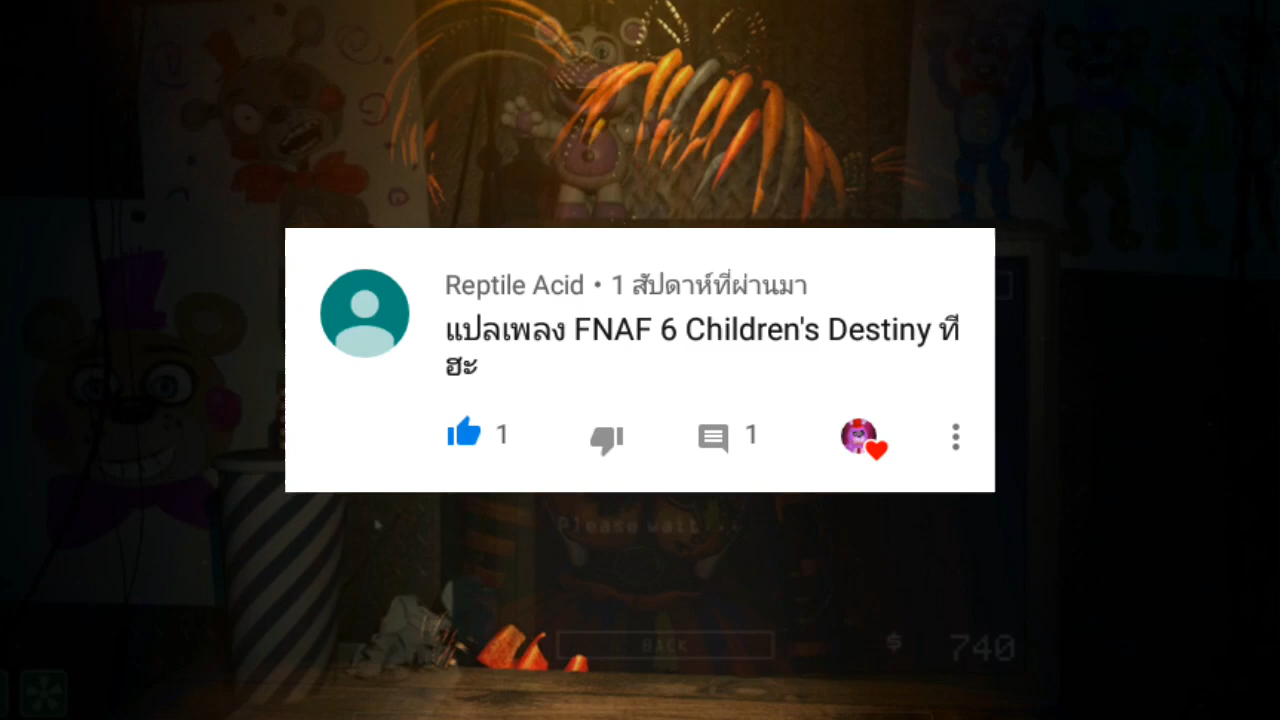 Reptile Acid • 1 สัปดาห์ที่ผ่านมา
แปลเพลง FNAF 6 Children's Destiny ที
ฮะ
1
1
Please wait...
BACK
$ 740